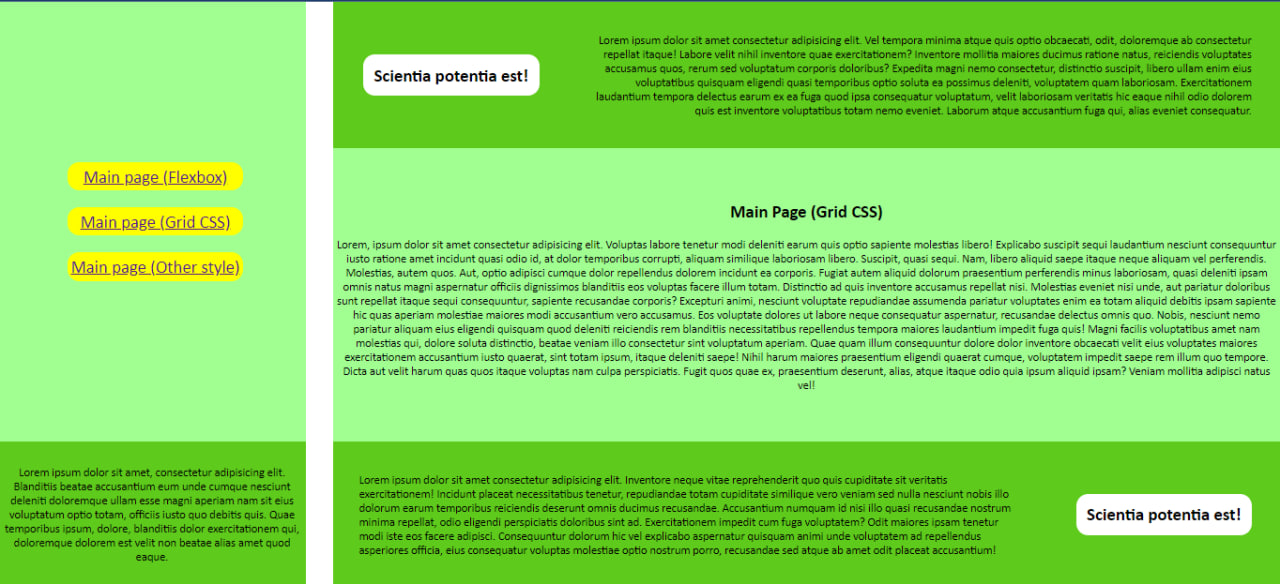 Main page (Flexbox)
Main page (Grid CSS)
Main page (Other style)
Lorem ipsum dolor sit amet, consectetur adipisicing elit.
Blanditiis beatae accusantium eum unde cumque nesciunt
deleniti doloremque ullam esse magni aperiam nam sit eius
voluptatum optio totam, officiis iusto quo debitis quis. Quae
temporibus ipsum, dolore, blanditiis dolor exercitationem qui,
doloremque dolorem est velit non beatae alias amet quod
eaque.
Scientia potentia est!
Lorem ipsum dolor sit amet consectetur adipisicing elit. Vel tempora minima atque quis optio obcaecati, odit, doloremque ab consectetur
repellat itaque! Labore velit nihil inventore quae exercitationem? Inventore mollitia maiores ducimus ratione natus, reiciendis voluptates
accusamus quos, rerum sed voluptatum corporis doloribus? Expedita magni nemo consectetur, distinctio suscipit, libero ullam enim eius
voluptatibus quisquam eligendi quasi temporibus optio soluta ea possimus deleniti, voluptatem quam laboriosam. Exercitationem
laudantium tempora delectus earum ex ea fuga quod ipsa consequatur voluptatum, velit laboriosam veritatis hic eaque nihil odio dolorem
quis est inventore voluptatibus totam nemo eveniet. Laborum atque accusantium fuga qui, alias eveniet consequatur.
Main Page (Grid CSS)
Lorem, ipsum dolor sit amet consectetur adipisicing elit. Voluptas labore tenetur modi deleniti earum quis optio sapiente molestias libero! Explicabo suscipit sequi laudantium nesciunt consequuntur
iusto ratione amet incidunt quasi odio id, at dolor temporibus corrupti, aliquam similique laboriosam libero. Suscipit, quasi sequi. Nam, libero aliquid saepe itaque neque aliquam vel perferendis.
Molestias, autem quos. Aut, optio adipisci cumque dolor repellendus dolorem incidunt ea corporis. Fugiat autem aliquid dolorum praesentium perferendis minus laboriosam, quasi deleniti ipsam
omnis natus magni aspernatur officiis dignissimos blanditiis eos voluptas facere illum totam. Distinctio ad quis inventore accusamus repellat nisi. Molestias eveniet nisi unde, aut pariatur doloribus
sunt repellat itaque sequi consequuntur, sapiente recusandae corporis? Excepturi animi, nesciunt voluptate repudiandae assumenda pariatur voluptates enim ea totam aliquid debitis ipsam sapiente
hic quas aperiam molestiae maiores modi accusantium vero accusamus. Eos voluptate dolores ut labore neque consequatur aspernatur, recusandae delectus omnis quo. Nobis, nesciunt nemo
pariatur aliquam eius eligendi quisquam quod deleniti reiciendis rem blanditiis necessitatibus repellendus tempora maiores laudantium impedit fuga quis! Magni facilis voluptatibus amet nam
molestias qui, dolore soluta distinctio, beatae veniam illo consectetur sint voluptatum aperiam. Quae quam illum consequuntur dolore dolor inventore obcaecati velit eius voluptates maiores
exercitationem accusantium iusto quaerat, sint totam ipsum, itaque deleniti saepe! Nihil harum maiores praesentium eligendi quaerat cumque, voluptatem impedit saepe rem illum quo tempore.
Dicta aut velit harum quas quos itaque voluptas nam culpa perspiciatis. Fugit quos quae ex, praesentium deserunt, alias, atque itaque odio quia ipsum aliquid ipsam? Veniam mollitia adipisci natus
vel!
Lorem ipsum dolor sit amet consectetur adipisicing elit. Inventore neque vitae reprehenderit quo quis cupiditate sit veritatis
exercitationem! Incidunt placeat necessitatibus tenetur, repudiandae totam cupiditate similique vero veniam sed nulla nesciunt nobis illo
dolorum earum temporibus reiciendis deserunt omnis ducimus recusandae. Accusantium numquam id nisi illo quasi recusandae nostrum
minima repellat, odio eligendi perspiciatis doloribus sint ad. Exercitationem impedit cum fuga voluptatem? Odit maiores ipsam tenetur
modi iste eos facere adipisci. Consequuntur dolorum hic vel explicabo aspernatur quisquam animi unde voluptatem ad repellendus
asperiores officia, eius consequatur voluptas molestiae optio nostrum porro, recusandae sed atque ab amet odit placeat accusantium!
Scientia potentia est!